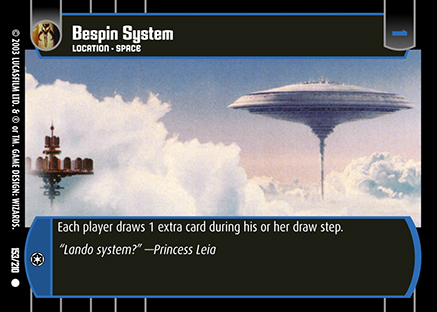 Bespin System
LOCATION • SPACE
1
© 2003 LUCASFILM LTD. & ® or TM. GAME DESIGN: WIZARDS.
Each player draws 1 extra card during his or her draw step.
"Lando system?" —Princess Leia
153/210